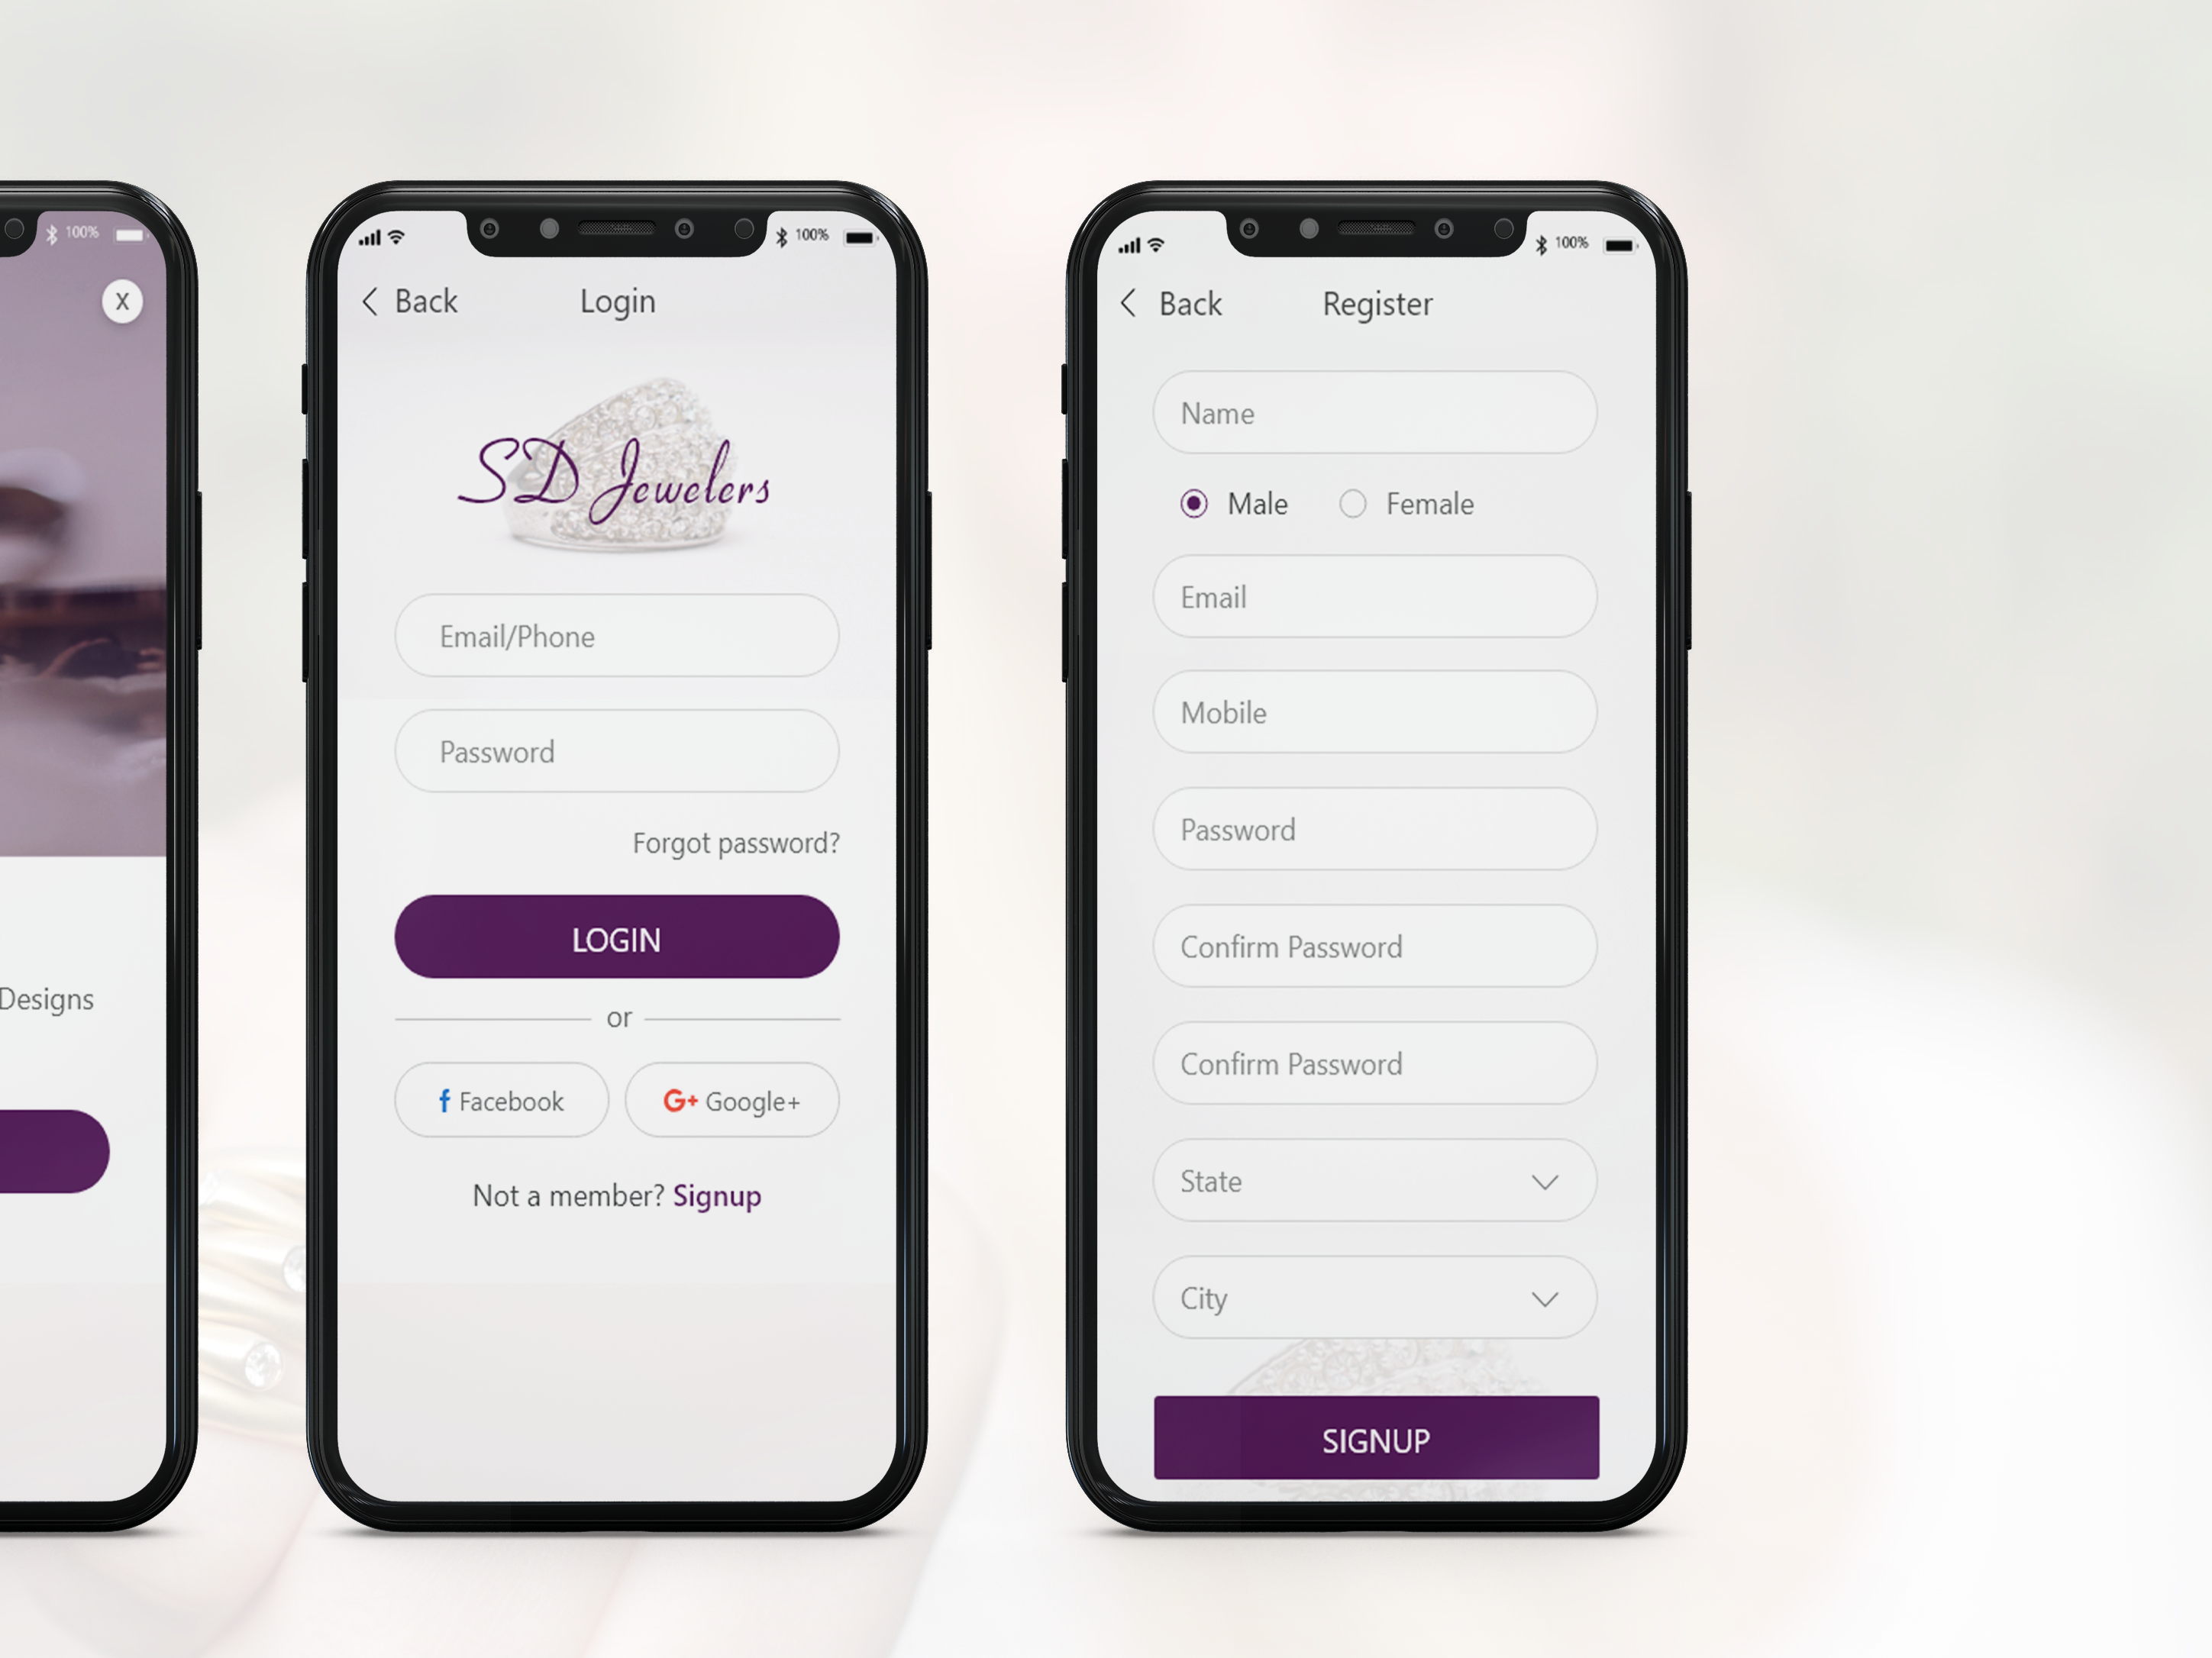 100%
X
Designs
100%
Back
Login
SD Jewelers
Email/Phone
Password
Forgot password?
LOGIN
or
f Facebook
G+ Google+
Not a member? Signup
100%
Back
Register
Name
Male
Female
Email
Mobile
Password
Confirm Password
Confirm Password
State
City
SIGNUP